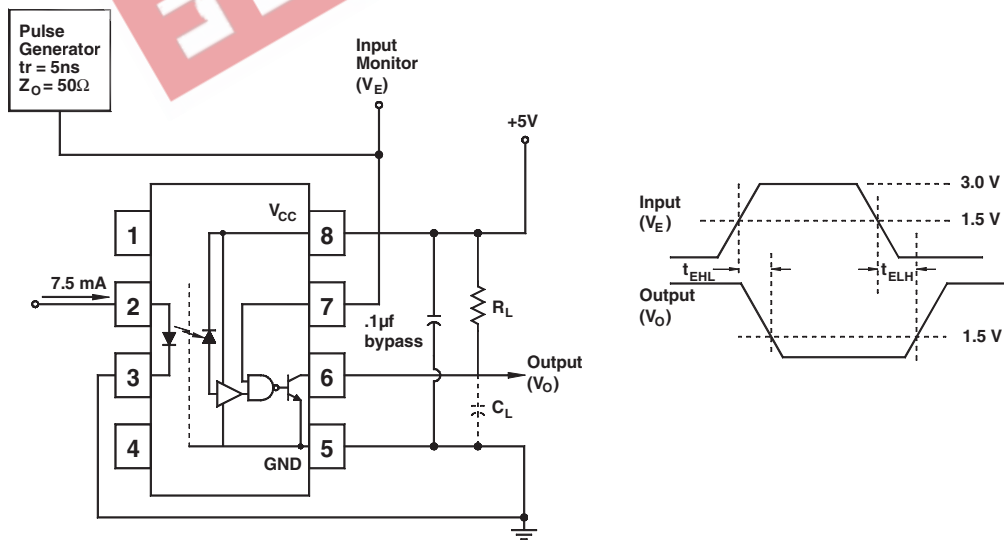 Pulse
Generator
tr = 5ns
ZO = 50Ω
Input
Monitor
(VE)
+5V
7.5 mA
1
2
3
4
VCC
8
7
6
5
GND
.1µf
bypass
RL
CL
Output
(VO)
Input
(VE)
3.0 V
1.5 V
tEHL
tELH
Output
(VO)
1.5 V